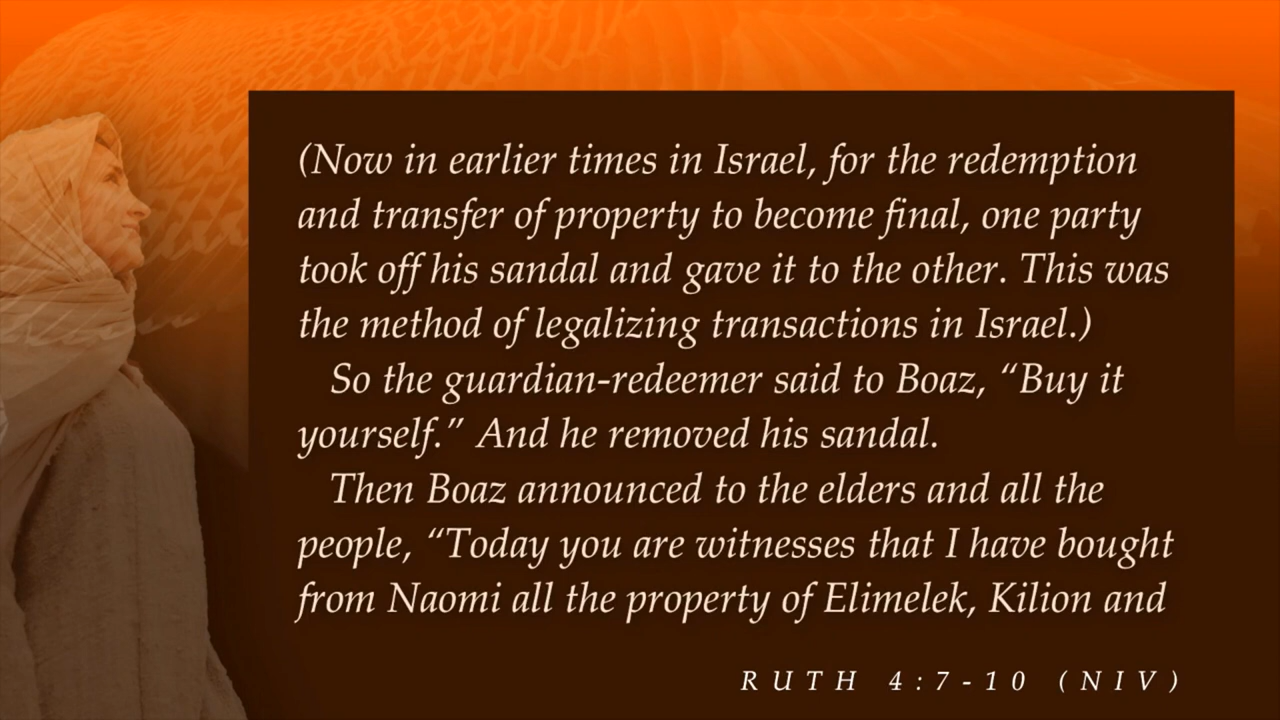 (Now in earlier times in Israel, for the redemption
and transfer of property to become final, one party
took off his sandal and gave it to the other. This was
the method of legalizing transactions in Israel.)
So the guardian-redeemer said to Boaz, “Buy it
yourself.” And he removed his sandal.
Then Boaz announced to the elders and all the
people, “Today you are witnesses that I have bought
from Naomi all the property of Elimelek, Kilion and
RUTH 4:7-10 (NIV)